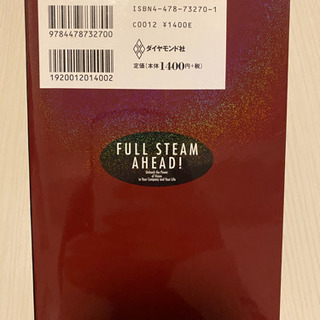 ISBN4-478-73270-1
C0012 ¥1400E
9784478732700
ダイヤモンド社
定価(本体1400円+税)
1920012014002
FULL STEAM
AHEAD!
Unleash the Power
of Vision
in Your Company and Your Life